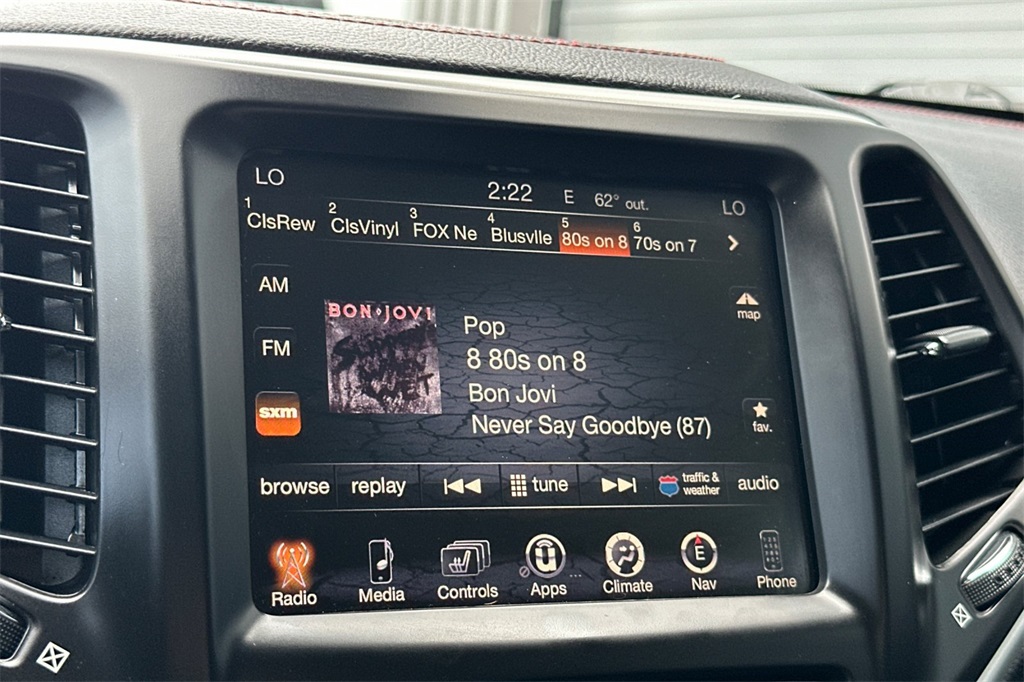 LO 2:22 E 62° out. LO
1 ClsRew 2 ClsVinyl 3 FOX Ne 4 Blusvlle 5 80s on 8 6 70s on 7
AM
FM
sxm
BON JOVI
Pop
8 80s on 8
Bon Jovi
Never Say Goodbye (87)
map
fav.
browse replay tune traffic & weather audio
Radio Media Controls Apps Climate E Nav Phone